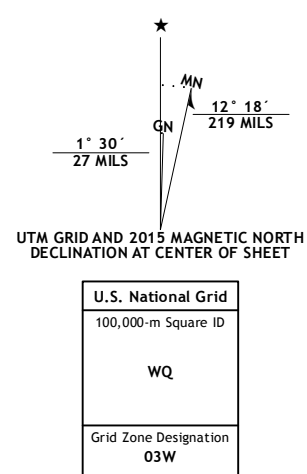 ★
MN
GN
12° 18´
219 MILS
1° 30´
27 MILS
UTM GRID AND 2015 MAGNETIC NORTH
DECLINATION AT CENTER OF SHEET
U.S. National Grid
100,000-m Square ID
WQ
Grid Zone Designation
03W